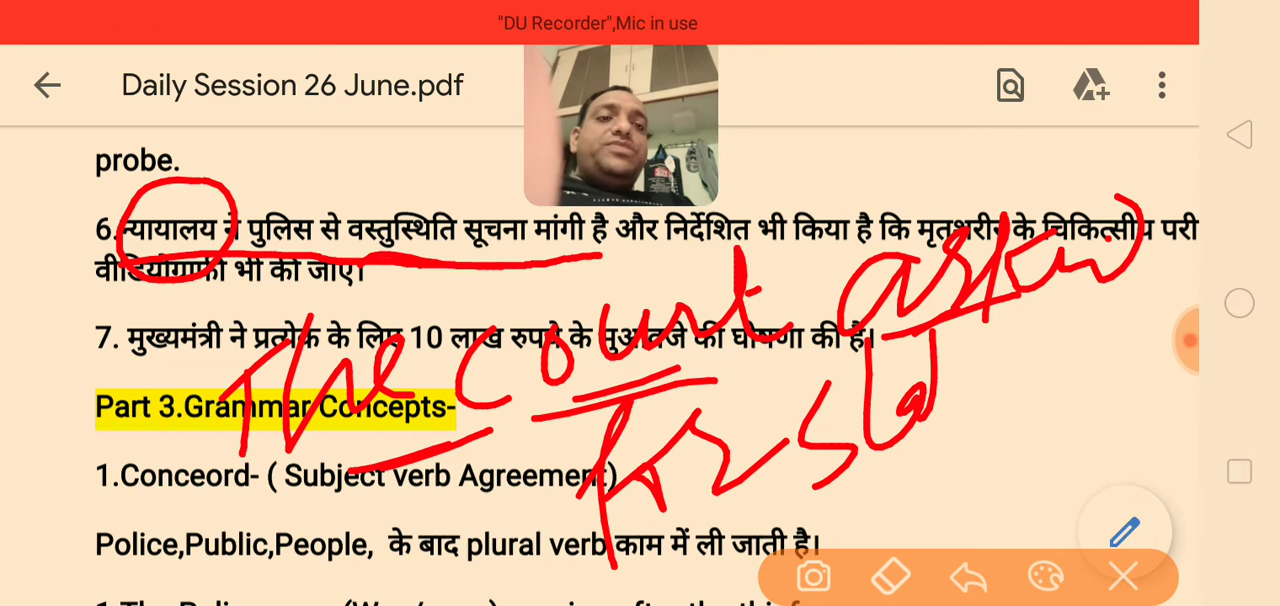 "DU Recorder",Mic in use
Daily Session 26 June.pdf
probe.
6.न्यायालय ने पुलिस से वस्तुस्थिति सूचना मांगी है और निर्देशित भी किया है कि मृतशरीर के चिकित्सीय परी
वीडियोग्राफी भी की जाए।
7. मुख्यमंत्री ने प्रत्येक के लिए 10 लाख रुपये के मुआवजे की घोषणा की है।
The court asked
Part 3.Grammar Concepts-
1.Conceord- ( Subject verb Agreement)
Police,Public,People, के बाद plural verb काम में ली जाती है।